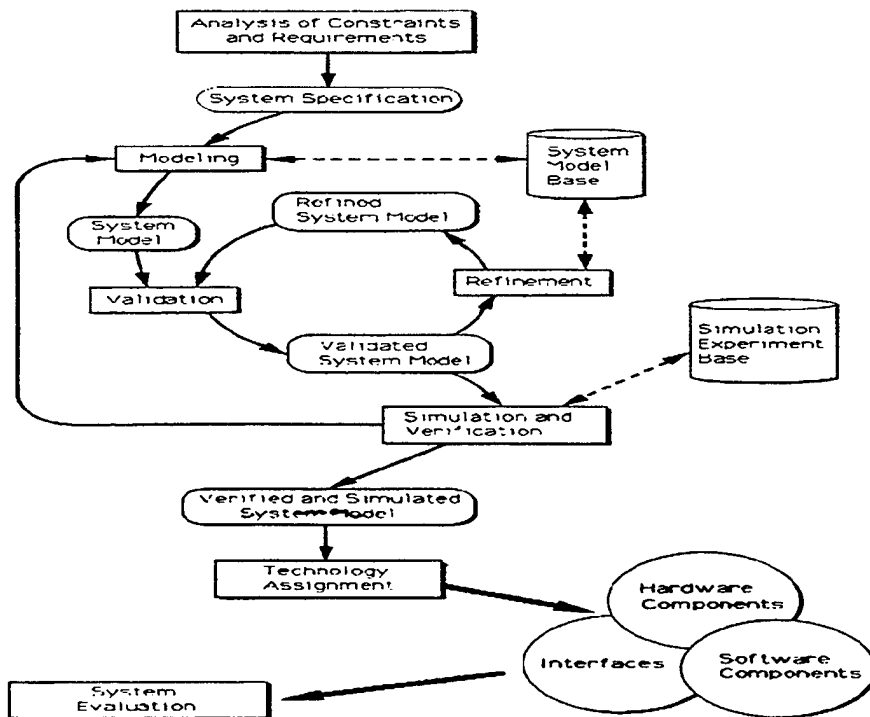 Analysis of Constraints
and Requirements
System Specification
Modeling
System
Model
Base
Refined
System Model
System
Model
Refinement
Validation
Simulation
Experiment
Base
Validated
System Model
Simulation and
Verification
Verified and Simulated
System Model
Technology
Assignment
Hardware
Components
Interfaces
Software
Components
System
Evaluation